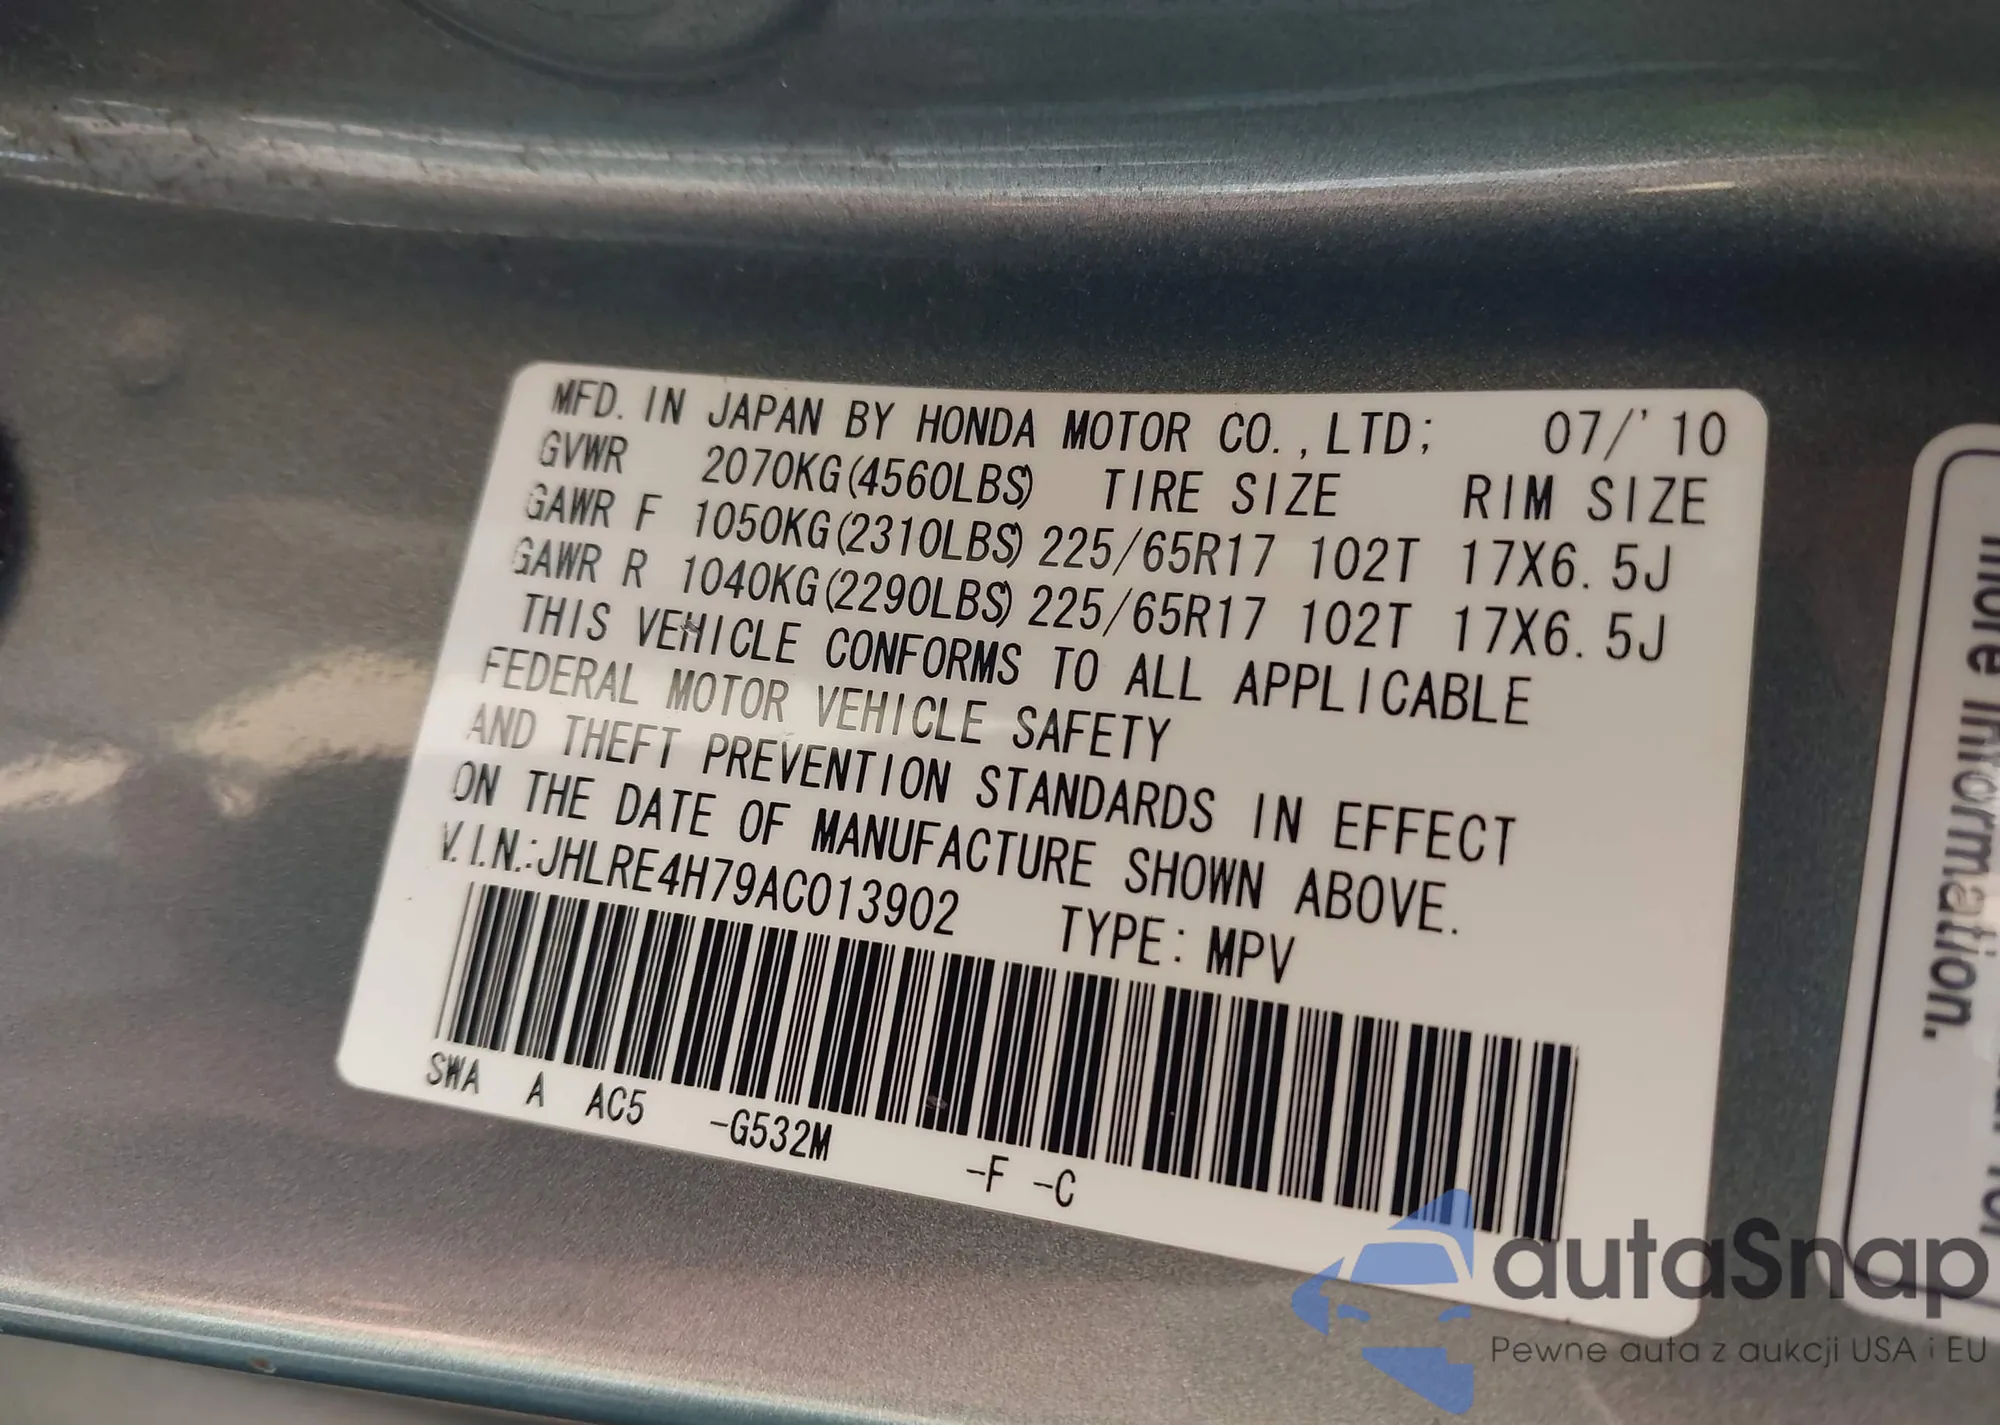 MFD. IN JAPAN BY HONDA MOTOR CO.,LTD; 07/'10
GVWR 2070KG(4560LBS) TIRE SIZE RIM SIZE
GAWR F 1050KG(2310LBS) 225/65R17 102T 17X6.5J
GAWR R 1040KG(2290LBS) 225/65R17 102T 17X6.5J
THIS VEHICLE CONFORMS TO ALL APPLICABLE
FEDERAL MOTOR VEHICLE SAFETY
AND THEFT PREVENTION STANDARDS IN EFFECT
ON THE DATE OF MANUFACTURE SHOWN ABOVE.
V.I.N.:JHLRE4H79AC013902 TYPE: MPV
SWA A AC5 -G532M -F -C
more information.
autaSnap
Pewne auta z aukcji USA i EU